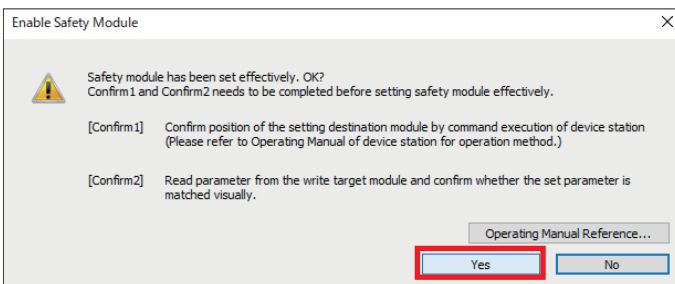 Enable Safety Module
Safety module has been set effectively. OK?
Confirm1 and Confirm2 needs to be completed before setting safety module effectively.
[Confirm1] Confirm position of the setting destination module by command execution of device station
(Please refer to Operating Manual of device station for operation method.)
[Confirm2] Read parameter from the write target module and confirm whether the set parameter is
matched visually.
Operating Manual Reference...
Yes No